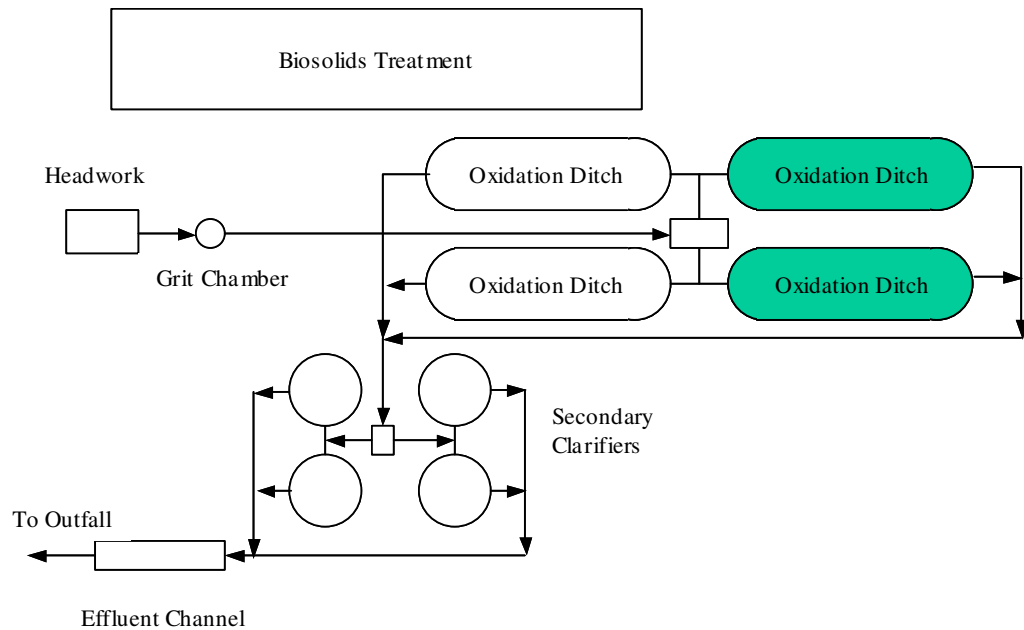 Biosolids Treatment
Headwork
Oxidation Ditch
Oxidation Ditch
Grit Chamber
Oxidation Ditch
Oxidation Ditch
Secondary
Clarifiers
To Outfall
Effluent Channel